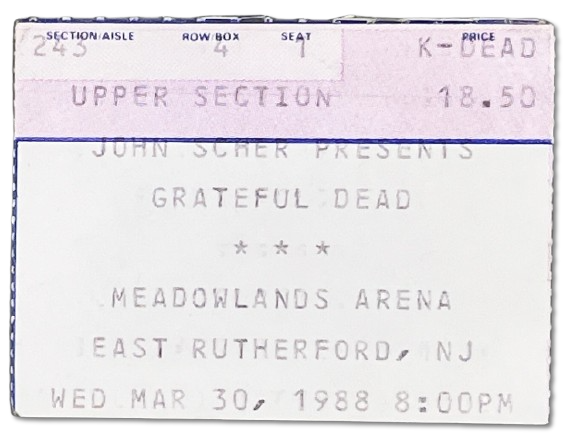 SECTION/AISLE ROW/BOX SEAT PRICE
243 4 1 K-DEAD
UPPER SECTION 18.50
JOHN SCHER PRESENTS
GRATEFUL DEAD
* * *
MEADOWLANDS ARENA
EAST RUTHERFORD, NJ
WED MAR 30, 1988 8:00PM